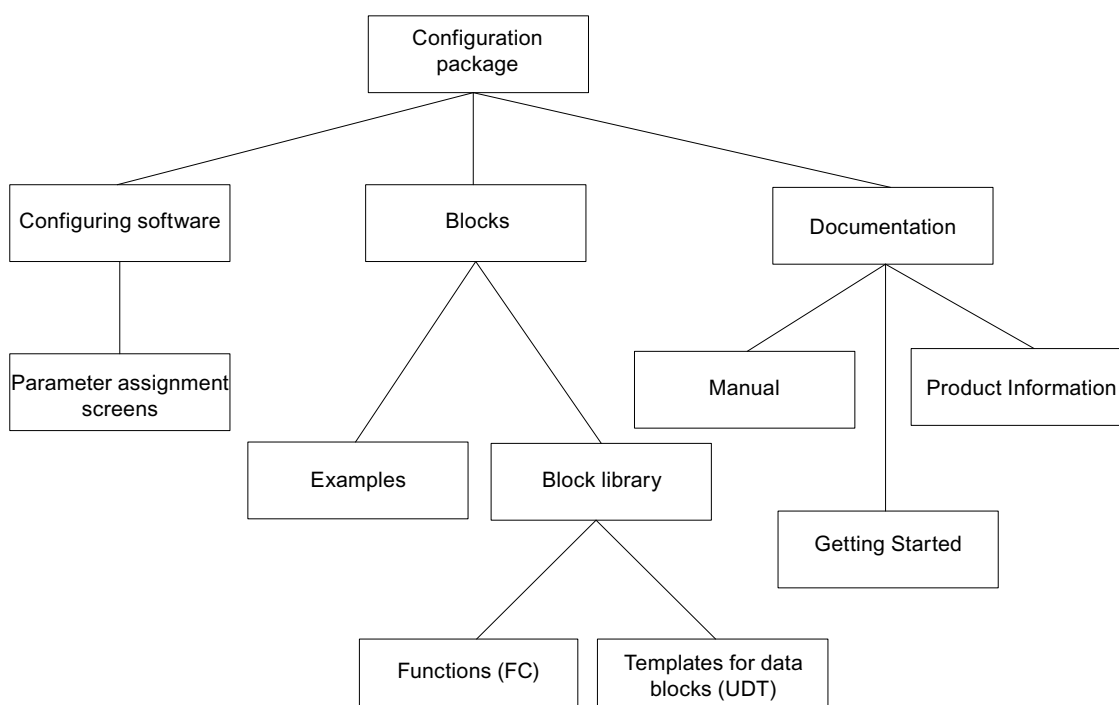 Configuration
package
Configuring software
Blocks
Documentation
Parameter assignment
screens
Manual
Product Information
Examples
Block library
Getting Started
Functions (FC)
Templates for data
blocks (UDT)